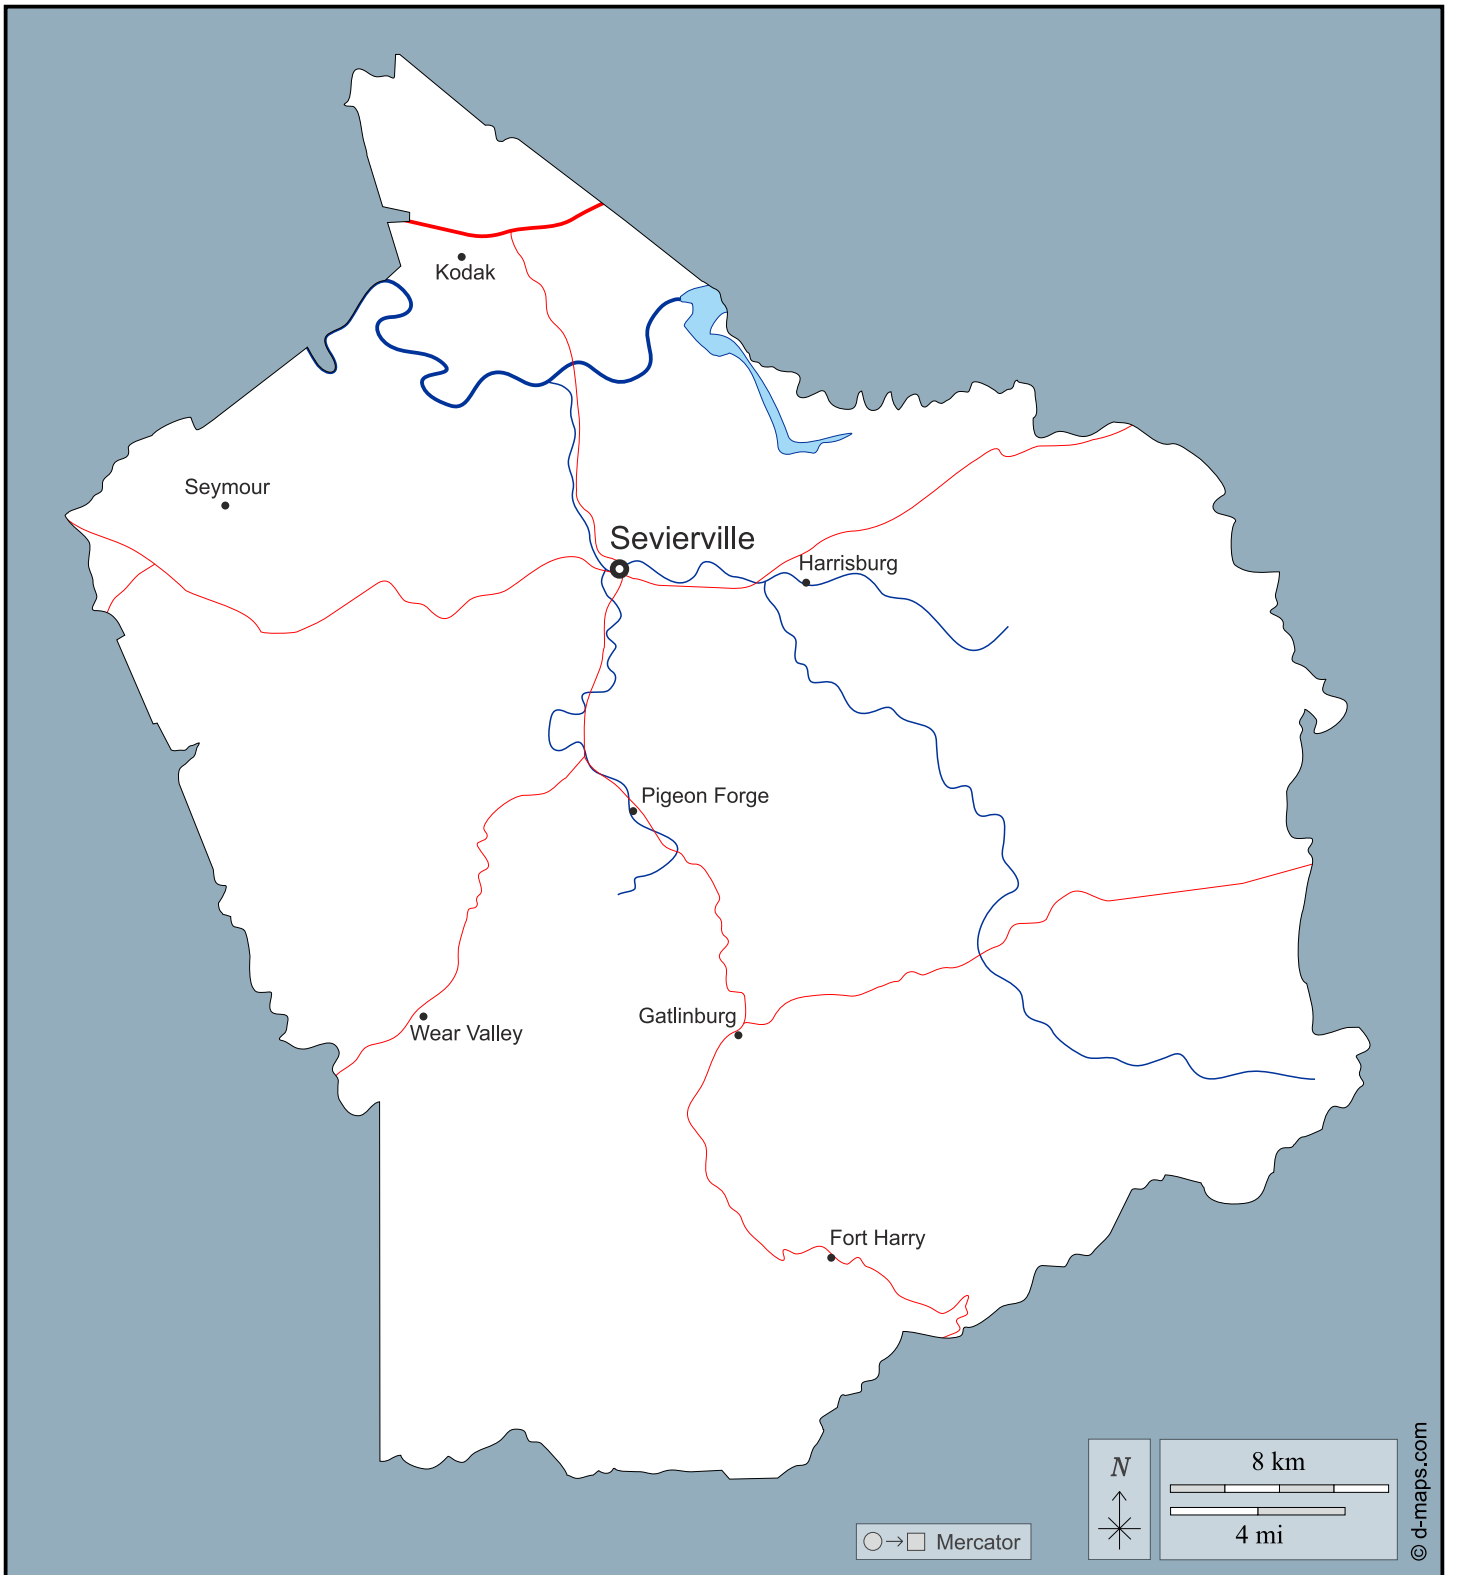 Kodak
Seymour
Sevierville
Harrisburg
Pigeon Forge
Gatlinburg
Wear Valley
Fort Harry
N
8 km
4 mi
Mercator
© d-maps.com